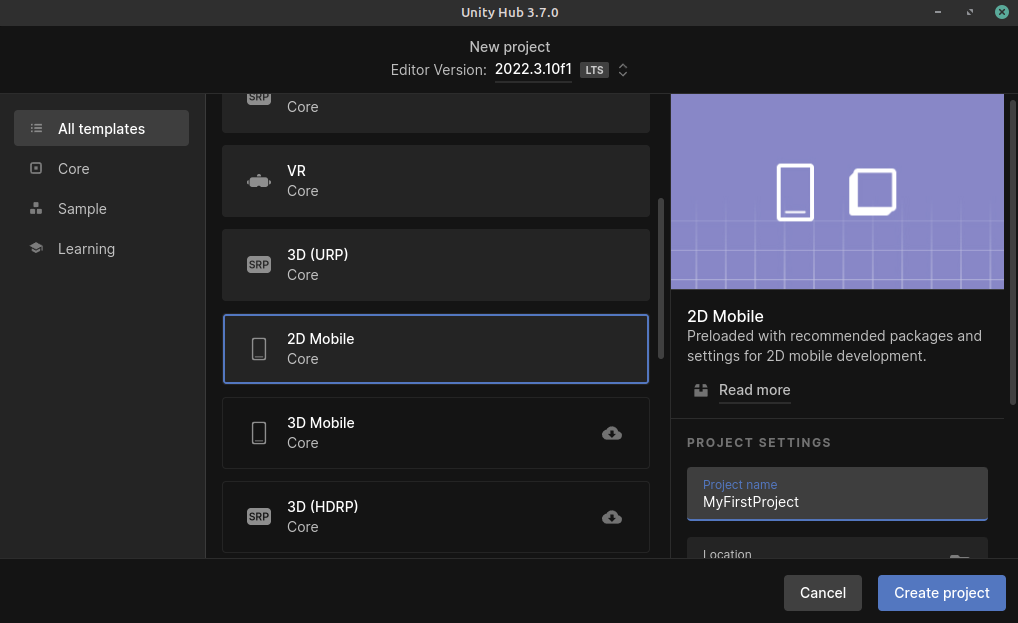 Unity Hub 3.7.0
New project
Editor Version: 2022.3.10f1 LTS
All templates
Core
Sample
Learning
SRP
Core
VR
Core
SRP
3D (URP)
Core
2D Mobile
Core
3D Mobile
Core
SRP
3D (HDRP)
Core
2D Mobile
Preloaded with recommended packages and
settings for 2D mobile development.
Read more
PROJECT SETTINGS
Project name
MyFirstProject
Location
Cancel
Create project